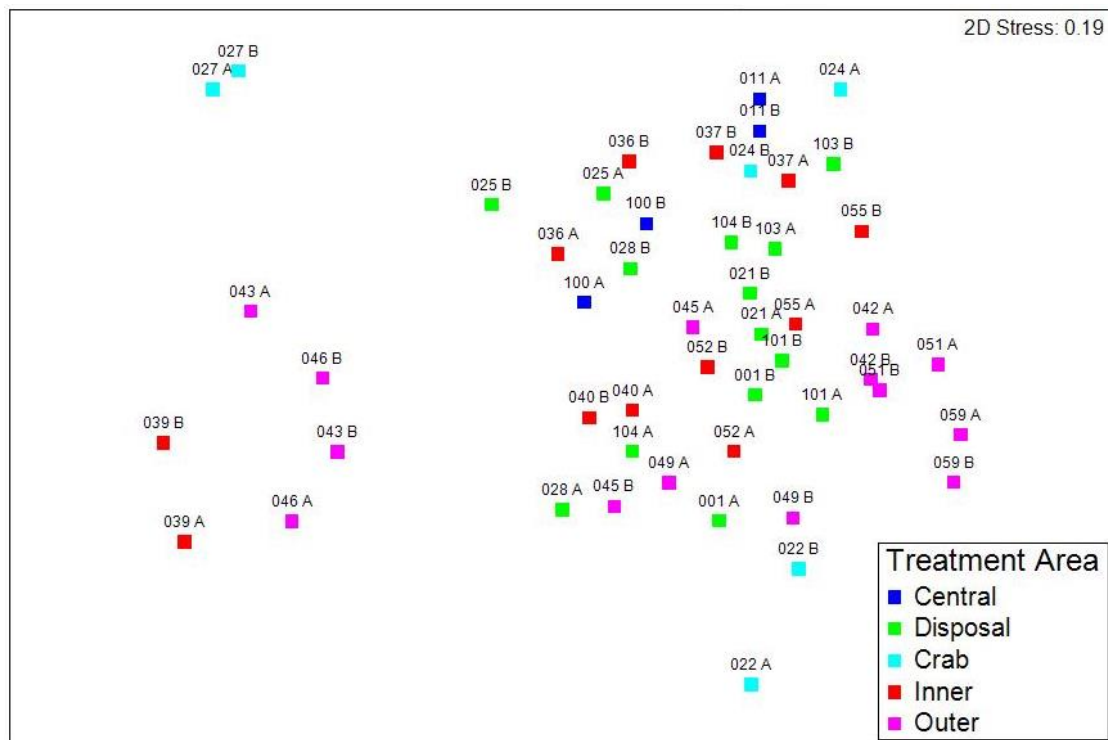 2D Stress: 0.19
027 B
027 A
011 A
024 A
011 B
037 B
036 B
024 B
103 B
037 A
025 A
025 B
100 B
055 B
104 B
103 A
036 A
028 B
021 B
043 A
100 A
045 A
021 A
055 A
042 A
101 B
046 B
052 B
051 A
042 B
051 B
001 B
040 B
040 A
101 A
039 B
043 B
104 A
052 A
059 A
049 A
059 B
028 A
045 B
046 A
001 A
049 B
039 A
022 B
022 A
Treatment Area
Central
Disposal
Crab
Inner
Outer